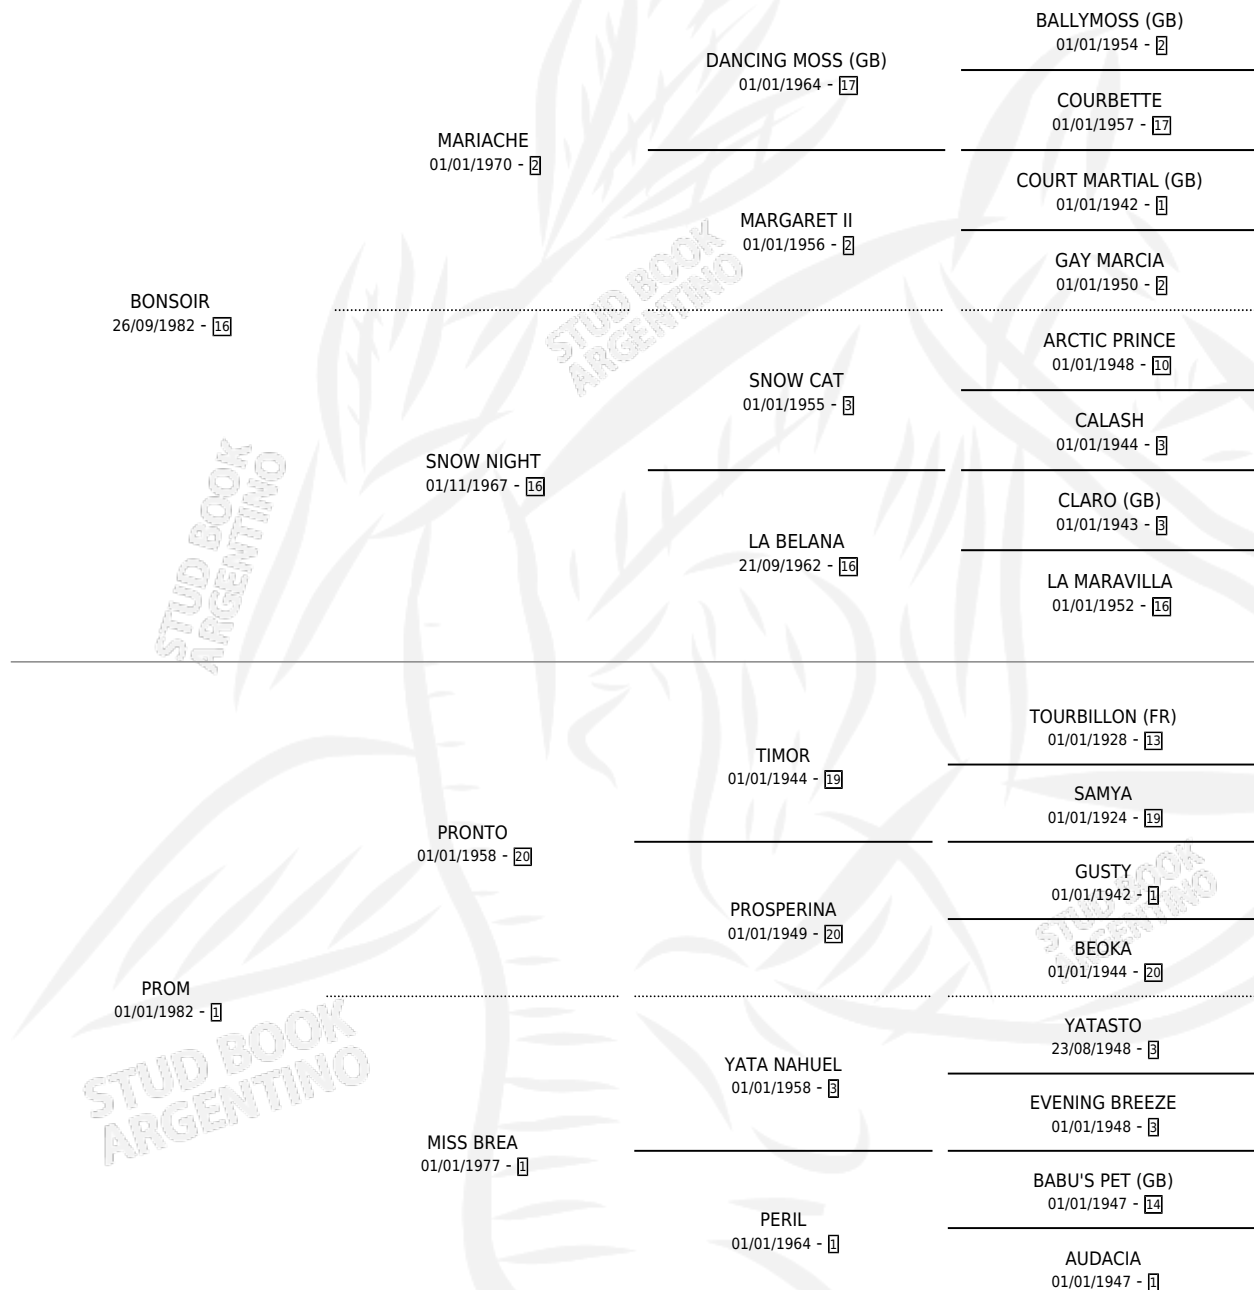 BALLYMOSS (GB)
01/01/1954 - 2
DANCING MOSS (GB)
01/01/1964 - 17
COURBETTE
01/01/1957 - 17
MARIACHE
01/01/1970 - 2
COURT MARTIAL (GB)
01/01/1942 - 1
MARGARET II
01/01/1956 - 2
GAY MARCIA
01/01/1950 - 2
BONSOIR
26/09/1982 - 16
ARCTIC PRINCE
01/01/1948 - 10
SNOW CAT
01/01/1955 - 3
CALASH
01/01/1944 - 3
SNOW NIGHT
01/11/1967 - 16
CLARO (GB)
01/01/1943 - 3
LA BELANA
21/09/1962 - 16
LA MARAVILLA
01/01/1952 - 16
TOURBILLON (FR)
01/01/1928 - 13
TIMOR
01/01/1944 - 19
SAMYA
01/01/1924 - 19
PRONTO
01/01/1958 - 20
GUSTY
01/01/1942 - 1
PROSPERINA
01/01/1949 - 20
BEOKA
01/01/1944 - 20
PROM
01/01/1982 - 1
YATASTO
23/08/1948 - 3
YATA NAHUEL
01/01/1958 - 3
EVENING BREEZE
01/01/1948 - 3
MISS BREA
01/01/1977 - 1
BABU'S PET (GB)
01/01/1947 - 14
PERIL
01/01/1964 - 1
AUDACIA
01/01/1947 - 1
STUD BOOK
ARGENTINO
STUD BOOK
ARGENTINO
STUD BOOK
ARGENTINO
STUD BOOK
ARGENTINO